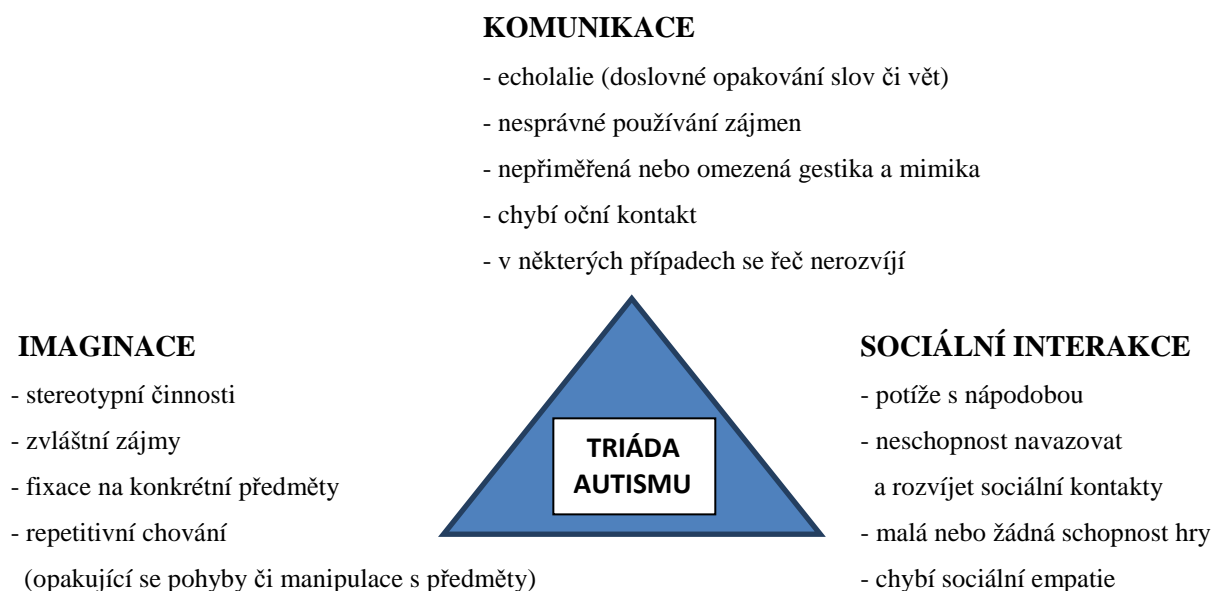 KOMUNIKACE
- echolalie (doslovné opakování slov či vět)
- nesprávné používání zájmen
- nepřiměřená nebo omezená gestika a mimika
- chybí oční kontakt
- v některých případech se řeč nerozvíjí
IMAGINACE
- stereotypní činnosti
- zvláštní zájmy
- fixace na konkrétní předměty
- repetitivní chování
(opakující se pohyby či manipulace s předměty)
TRIÁDA
AUTISMU
SOCIÁLNÍ INTERAKCE
- potíže s nápodobou
- neschopnost navazovat
a rozvíjet sociální kontakty
- malá nebo žádná schopnost hry
- chybí sociální empatie